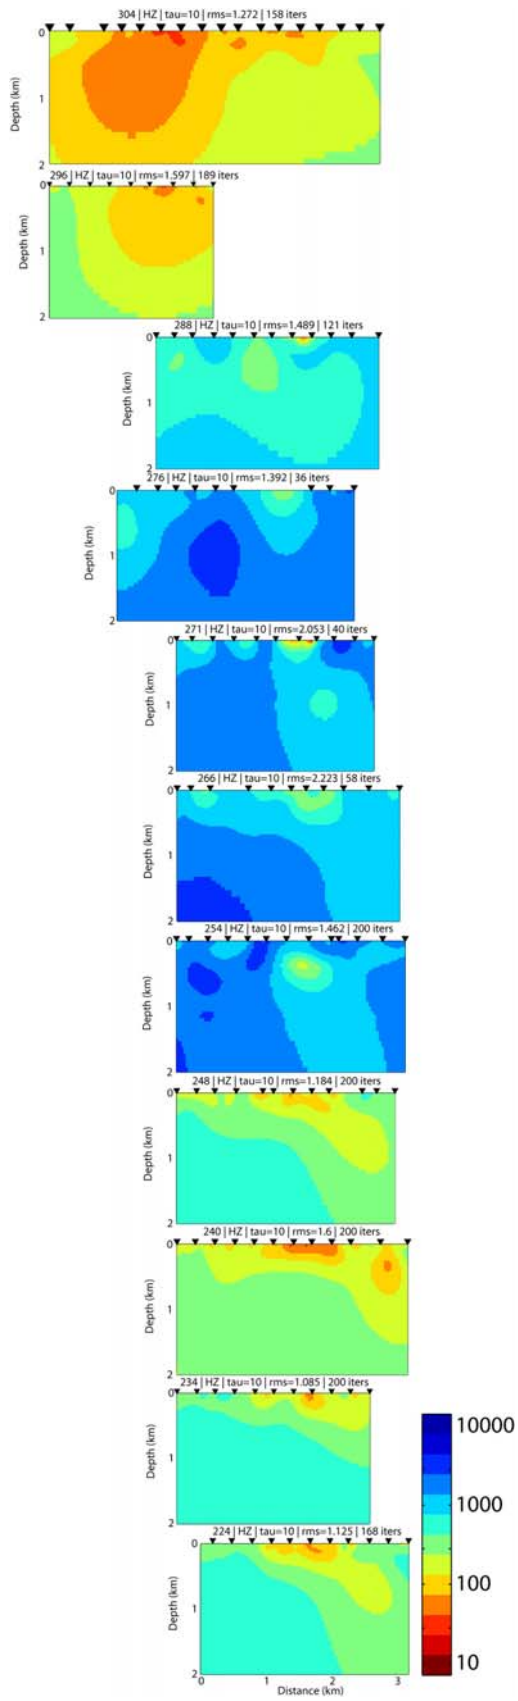 304 | HZ | tau=10 | rms=1.272 | 158 iters
0
Depth (km)
1
2
296 | HZ | tau=10 | rms=1.597 | 189 iters
0
Depth (km)
1
2
288 | HZ | tau=10 | rms=1.489 | 121 iters
0
Depth (km)
1
2
276 | HZ | tau=10 | rms=1.392 | 36 iters
0
Depth (km)
1
2
271 | HZ | tau=10 | rms=2.053 | 40 iters
0
Depth (km)
1
2
266 | HZ | tau=10 | rms=2.223 | 58 iters
0
Depth (km)
1
2
254 | HZ | tau=10 | rms=1.462 | 200 iters
0
Depth (km)
1
2
248 | HZ | tau=10 | rms=1.184 | 200 iters
0
Depth (km)
1
2
240 | HZ | tau=10 | rms=1.6 | 200 iters
0
Depth (km)
1
2
234 | HZ | tau=10 | rms=1.085 | 200 iters
0
Depth (km)
1
2
224 | HZ | tau=10 | rms=1.125 | 168 iters
0
Depth (km)
1
2
0 1 2 3
Distance (km)
10000
1000
100
10